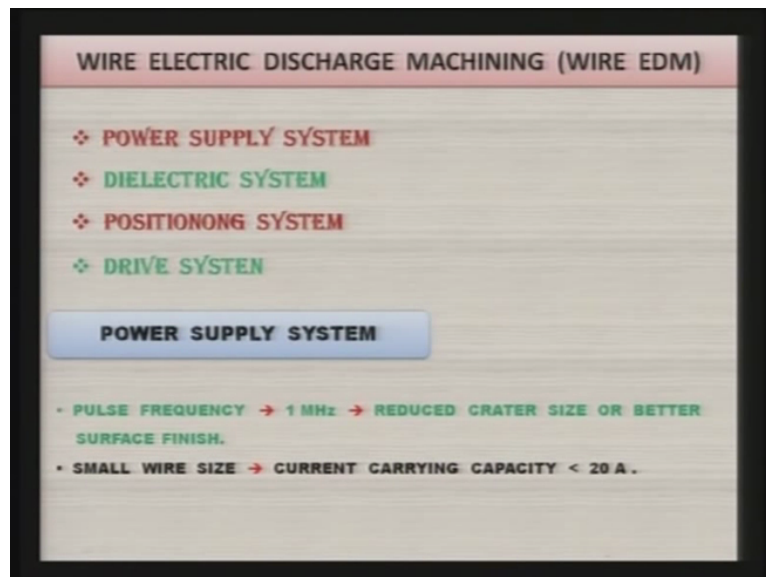 WIRE ELECTRIC DISCHARGE MACHINING (WIRE EDM)
❖ POWER SUPPLY SYSTEM
❖ DIELECTRIC SYSTEM
❖ POSITIONONG SYSTEM
❖ DRIVE SYSTEN
POWER SUPPLY SYSTEM
• PULSE FREQUENCY → 1 MHz → REDUCED CRATER SIZE OR BETTER
SURFACE FINISH.
• SMALL WIRE SIZE → CURRENT CARRYING CAPACITY < 20 A .